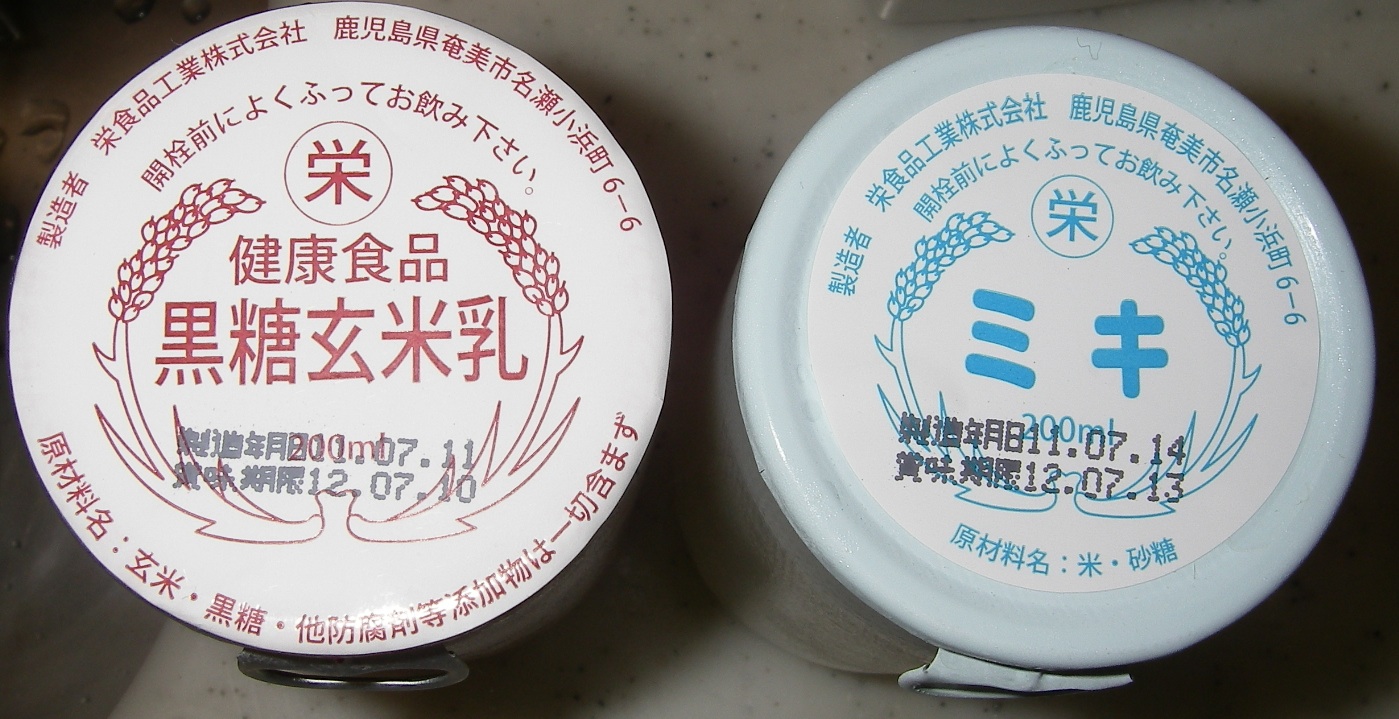 製造者 栄食品工業株式会社 鹿児島県奄美市名瀬小浜町6-6
開栓前によくふってお飲み下さい。
栄
健康食品
黒糖玄米乳
200ml
製造年月日11.07.11
賞味期限12.07.10
原材料名:玄米・黒糖・他防腐剤等添加物は一切含まず
製造者 栄食品工業株式会社 鹿児島県奄美市名瀬小浜町6-6
開栓前によくふってお飲み下さい。
栄
ミキ
200ml
製造年月日11.07.14
賞味期限12.07.13
原材料名:米・砂糖